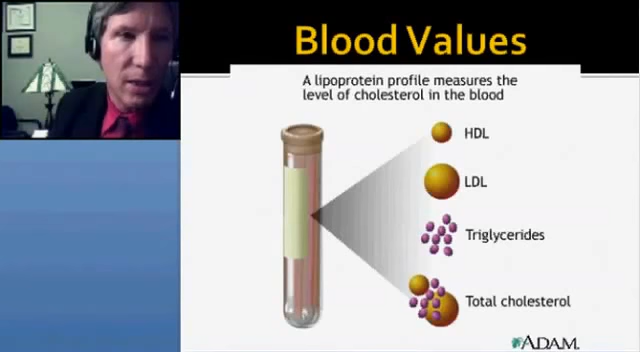 Blood Values
A lipoprotein profile measures the
level of cholesterol in the blood
HDL
LDL
Triglycerides
Total cholesterol
ADAM.